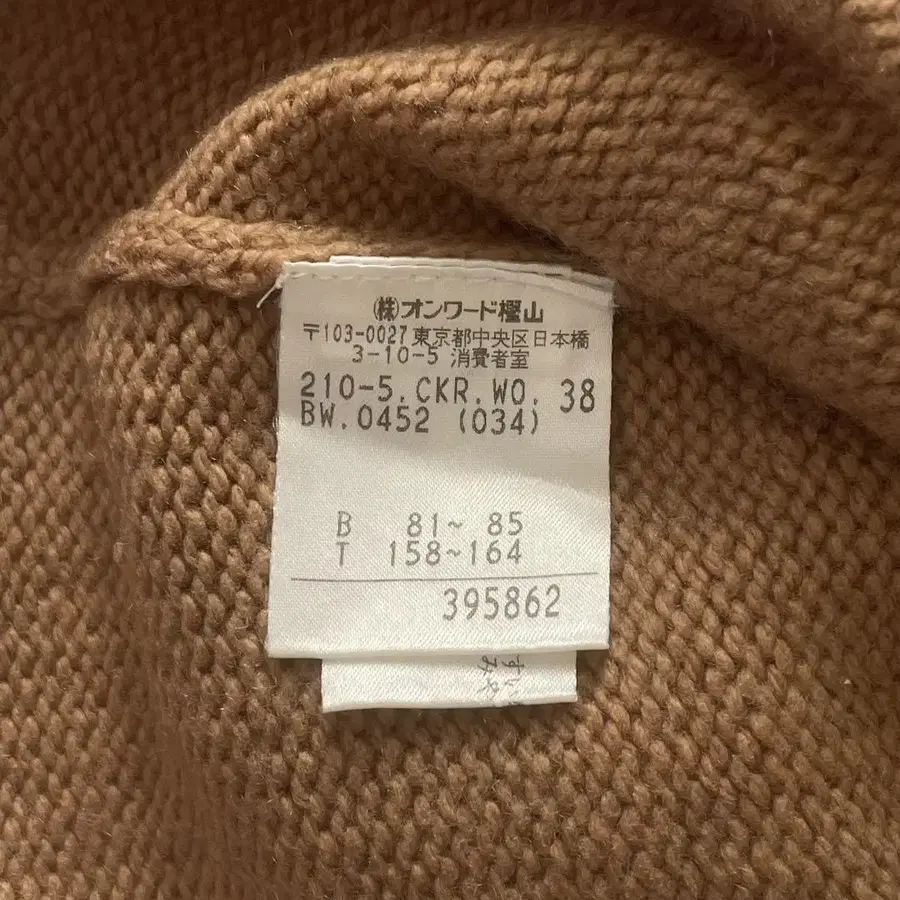 ㈱オンワード樫山
〒103-0027 東京都中央区日本橋
3-10-5 消費者室
210-5.CKR.WO. 38
BW.0452 (034)
B 81~ 85
T 158~164
395862